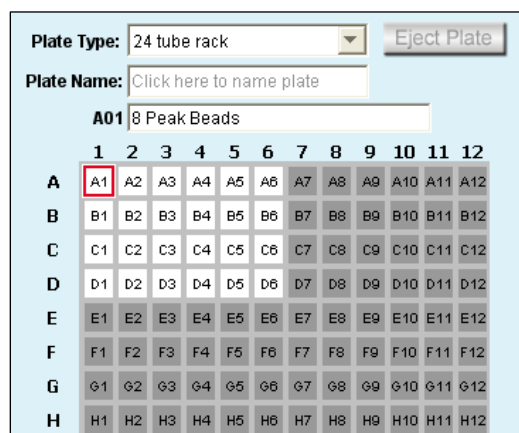 Plate Type: 24 tube rack Eject Plate
Plate Name: Click here to name plate
A01 8 Peak Beads
1 2 3 4 5 6 7 8 9 10 11 12
A A1 A2 A3 A4 A5 A6 A7 A8 A9 A10 A11 A12
B B1 B2 B3 B4 B5 B6 B7 B8 B9 B10 B11 B12
C C1 C2 C3 C4 C5 C6 C7 C8 C9 C10 C11 C12
D D1 D2 D3 D4 D5 D6 D7 D8 D9 D10 D11 D12
E E1 E2 E3 E4 E5 E6 E7 E8 E9 E10 E11 E12
F F1 F2 F3 F4 F5 F6 F7 F8 F9 F10 F11 F12
G G1 G2 G3 G4 G5 G6 G7 G8 G9 G10 G11 G12
H H1 H2 H3 H4 H5 H6 H7 H8 H9 H10 H11 H12